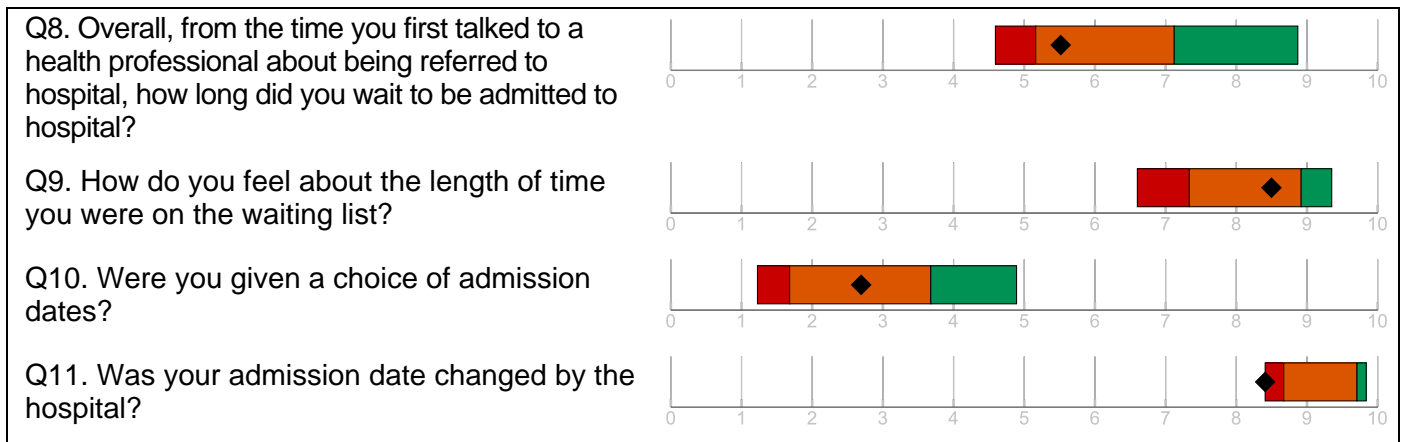 Q8. Overall, from the time you first talked to a
health professional about being referred to
hospital, how long did you wait to be admitted to
hospital?
0 1 2 3 4 5 6 7 8 9 10
Q9. How do you feel about the length of time
you were on the waiting list?
0 1 2 3 4 5 6 7 8 9 10
Q10. Were you given a choice of admission
dates?
0 1 2 3 4 5 6 7 8 9 10
Q11. Was your admission date changed by the
hospital?
0 1 2 3 4 5 6 7 8 9 10